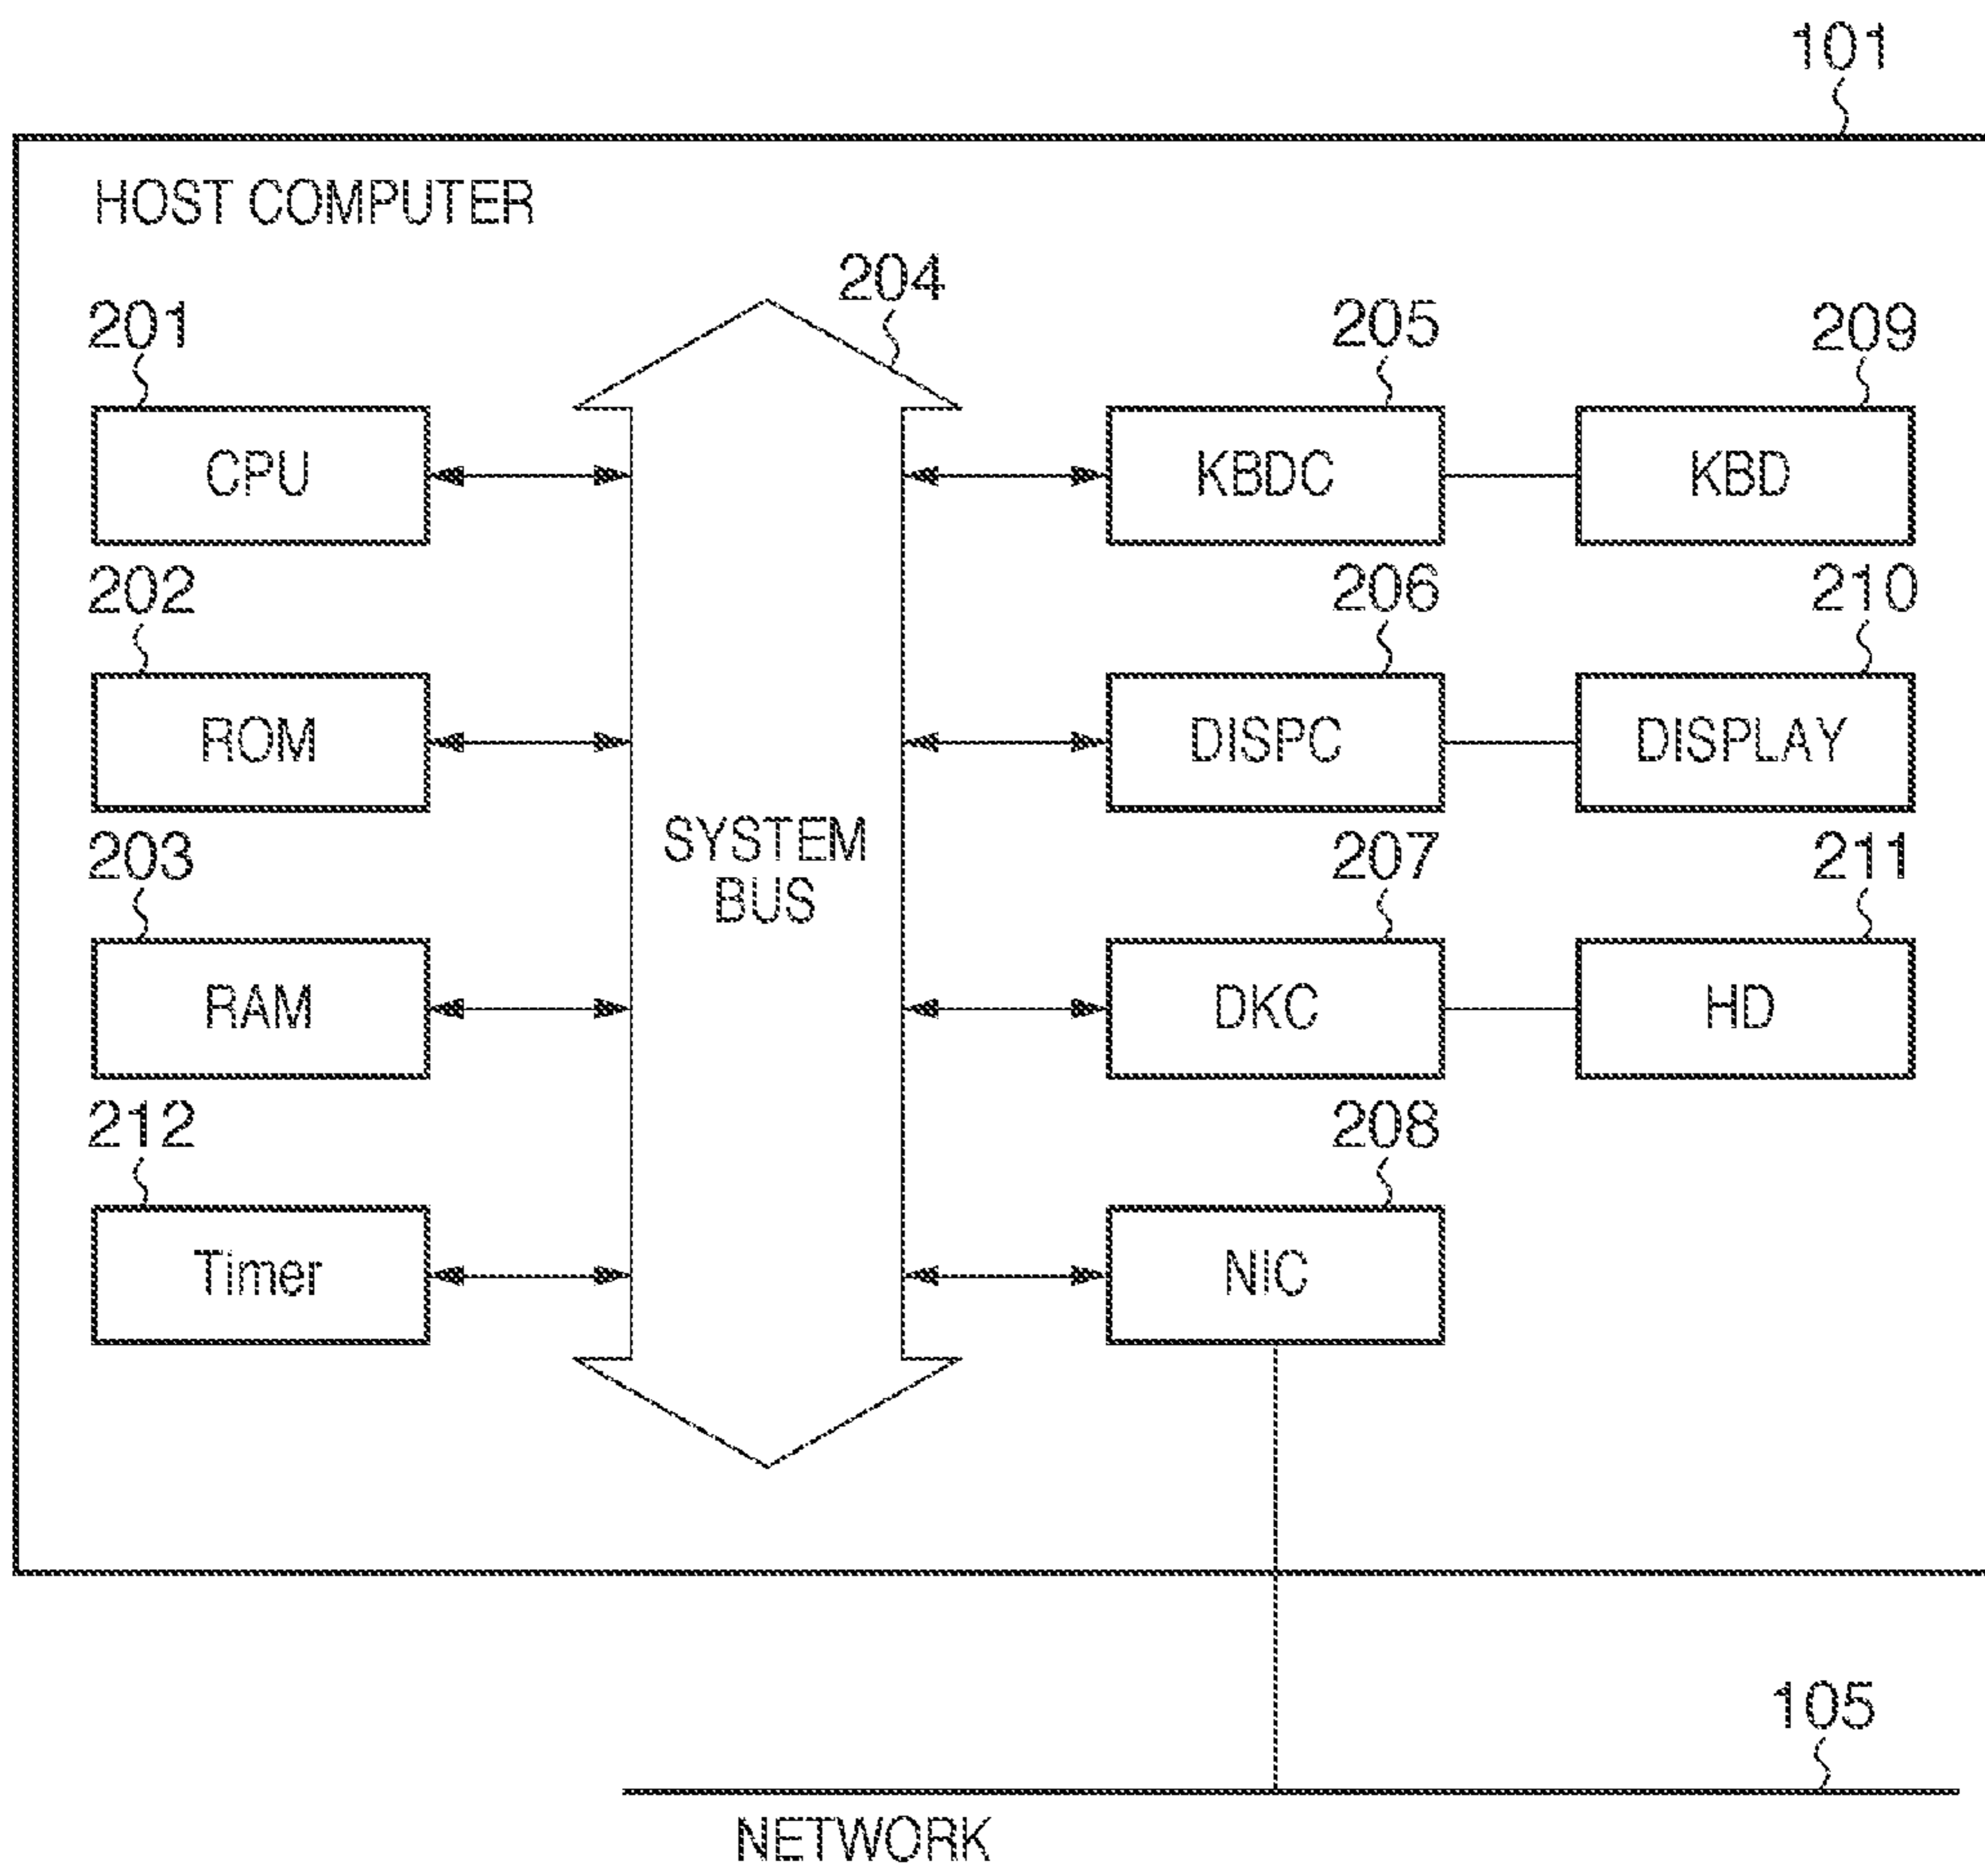 101
HOST COMPUTER
204
201
205
209
CPU
KBDC
KBD
202
206
210
ROM
DISPC
DISPLAY
SYSTEM
BUS
203
207
211
RAM
DKC
HD
212
208
Timer
NIC
105
NETWORK